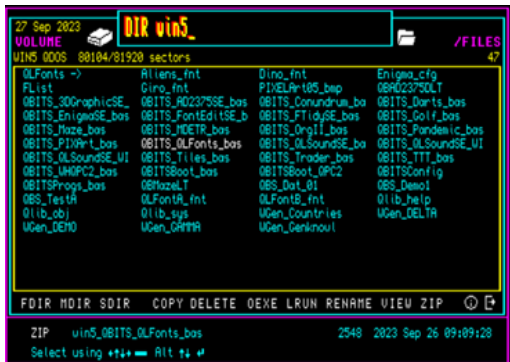 27 Sep 2023 DIR win5_
VOLUME /FILES
WIN5 QDOS 80104/81920 sectors 47
QLFonts -> Aliens_fnt Dino_fnt Enigma_cfg
FList Giro_fnt PIXELArt05_bmp QBAD2375DLT
QBITS_3DGraphicSE_ QBITS_AD2375SE_bas QBITS_Conundrum_ba QBITS_Darts_bas
QBITS_EnigmaSE_bas QBITS_FontEditSE_b QBITS_FTidySE_bas QBITS_Golf_bas
QBITS_Maze_bas QBITS_MDETR_bas QBITS_OrgII_bas QBITS_Pandemic_bas
QBITS_PIXArt_bas QBITS_QLFonts_bas QBITS_QLSoundSE_ba QBITS_QLSoundSE_UI
QBITS_QLSoundSE_WI QBITS_Tiles_bas QBITS_Trader_bas QBITS_TTT_bas
QBITS_WHOPC2_bas QBITSBoot_bas QBITSBoot_QPC2 QBITSConfig
QBITSProgs_bas QBMazeLT QBS_Dat_01 QBS_Demo1
QBS_TestA QLFontA_fnt QLFontB_fnt Qlib_help
Qlib_obj Qlib_sys WGen_Countries WGen_DELTA
WGen_DEMO WGen_GAMMA WGen_Genknowl
FDIR MDIR SDIR COPY DELETE QEXE LRUN RENAME VIEW ZIP
ZIP win5_QBITS_QLFonts_bas 2548 2023 Sep 26 09:09:28
Select using ←↑↓→ Alt ↑↓ ↵